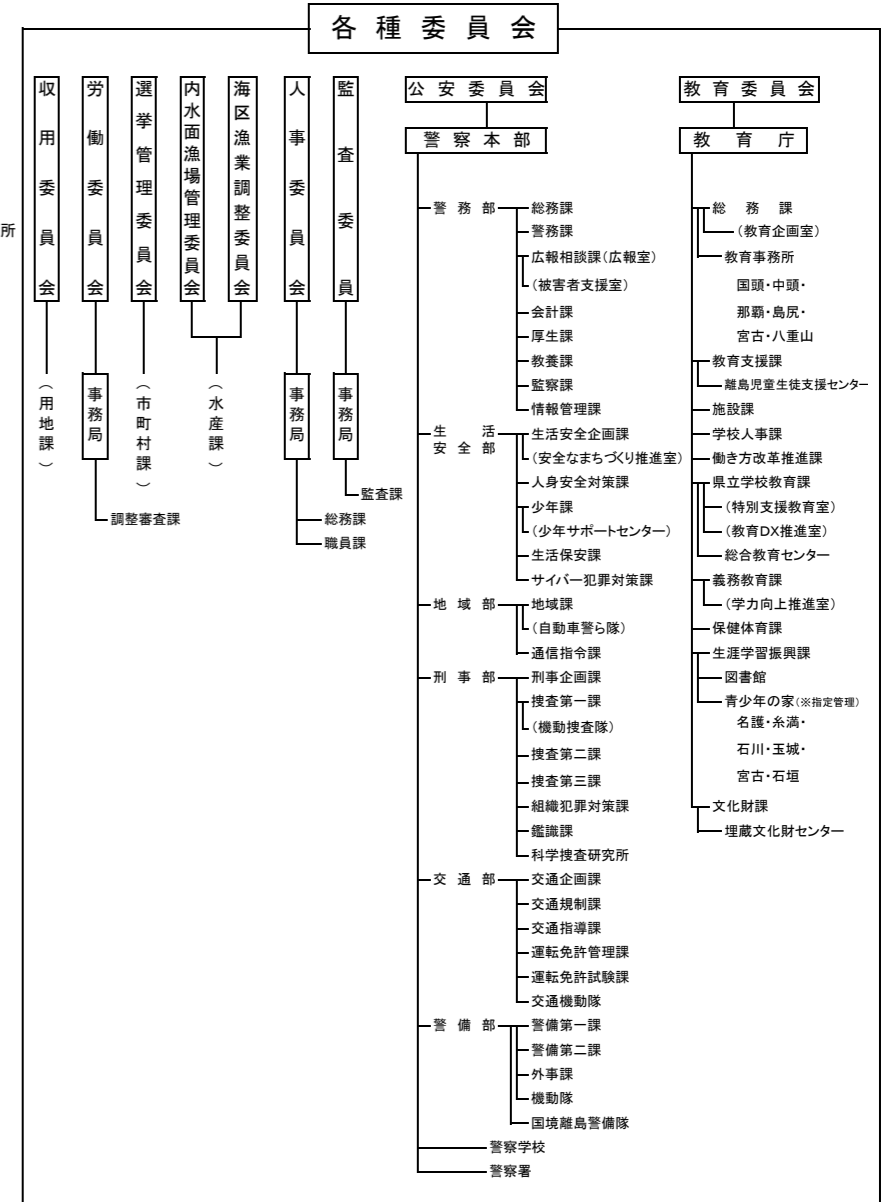 各種委員会
所
収用委員会
（用地課）
労働委員会
事務局
調整審査課
選挙管理委員会
（市町村課）
内水面漁場管理委員会
海区漁業調整委員会
（水産課）
人事委員会
事務局
総務課
職員課
監査委員
事務局
監査課
公安委員会
警察本部
警務部
総務課
警務課
広報相談課（広報室）
（被害者支援室）
会計課
厚生課
教養課
監察課
情報管理課
生活
安全部
生活安全企画課
（安全なまちづくり推進室）
人身安全対策課
少年課
（少年サポートセンター）
生活保安課
サイバー犯罪対策課
地域部
地域課
（自動車警ら隊）
通信指令課
刑事部
刑事企画課
捜査第一課
（機動捜査隊）
捜査第二課
捜査第三課
組織犯罪対策課
鑑識課
科学捜査研究所
交通部
交通企画課
交通規制課
交通指導課
運転免許管理課
運転免許試験課
交通機動隊
警備部
警備第一課
警備第二課
外事課
機動隊
国境離島警備隊
警察学校
警察署
教育委員会
教育庁
総務課
（教育企画室）
教育事務所
国頭・中頭・
那覇・島尻・
宮古・八重山
教育支援課
離島児童生徒支援センター
施設課
学校人事課
働き方改革推進課
県立学校教育課
（特別支援教育室）
（教育DX推進室）
総合教育センター
義務教育課
（学力向上推進室）
保健体育課
生涯学習振興課
図書館
青少年の家（※指定管理）
名護・糸満・
石川・玉城・
宮古・石垣
文化財課
埋蔵文化財センター